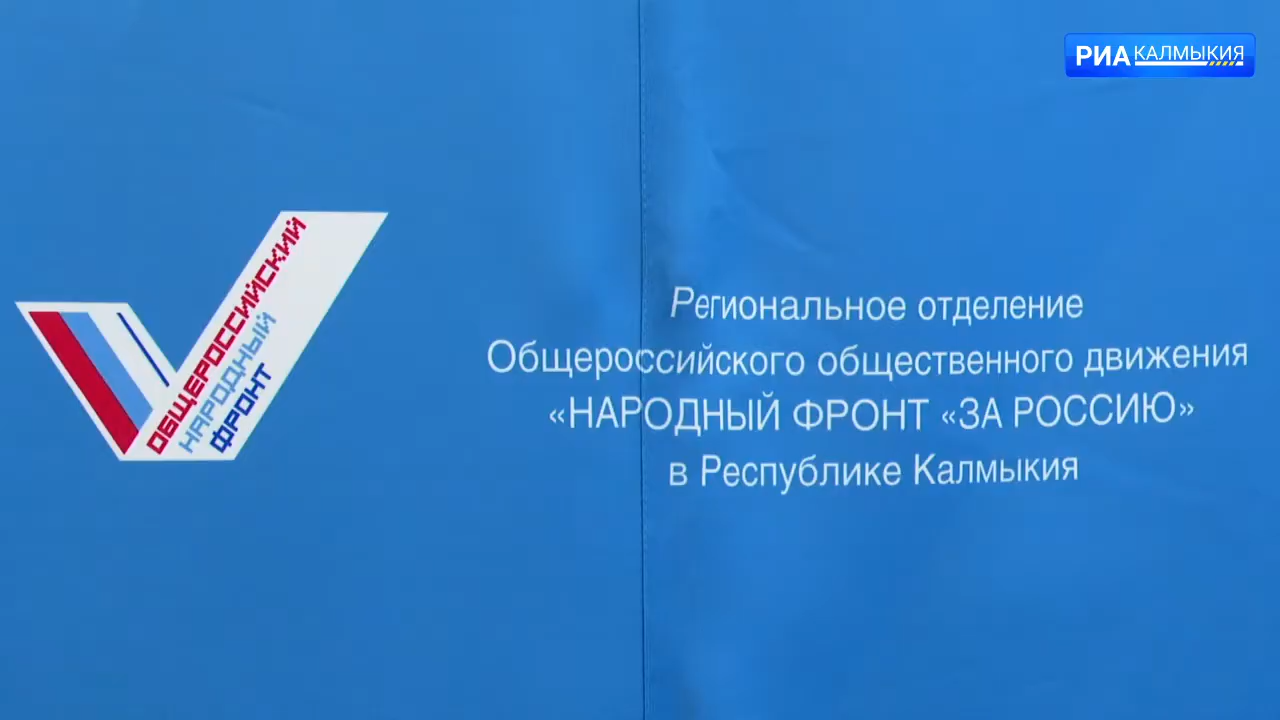 РИА КАЛМЫКИЯ
ОБЩЕРОССИЙСКИЙ
НАРОДНЫЙ
ФРОНТ
Региональное отделение
Общероссийского общественного движения
«НАРОДНЫЙ ФРОНТ «ЗА РОССИЮ»
в Республике Калмыкия